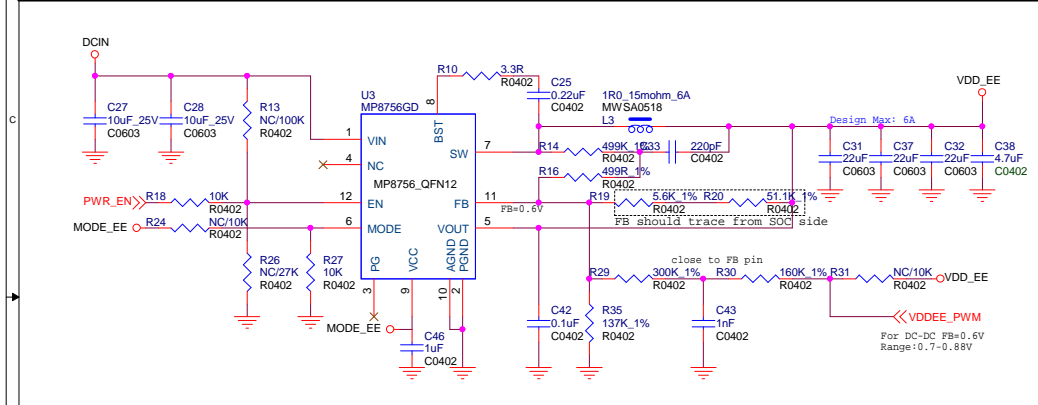 DCIN
VDD_EE
C
C27
10uF_25V
C0603
C28
10uF_25V
C0603
R13
NC/100K
R0402
U3
MP8756GD
R10
3.3R
R0402
C25
0.22uF
C0402
1R0_15mohm_6A
MWSA0518
L3
Design Max: 6A
8
BST
1
VIN
4
NC
MP8756_QFN12
12
EN
6
MODE
SW
7
FB
11
VOUT
5
PG
3
VCC
9
AGND
10
PGND
2
R14
499K_1%
R0402
C33
220pF
C0402
R16
499R_1%
R0402
C31
22uF
C0603
C37
22uF
C0603
C32
22uF
C0603
C38
4.7uF
C0402
PWR_EN
R18
10K
R0402
MODE_EE
R24
NC/10K
R0402
FB=0.6V
R19
5.6K_1%
R0402
R20
51.1K_1%
R0402
FB should trace from SOC side
R26
NC/27K
R0402
R27
10K
R0402
close to FB pin
R29
300K_1%
R0402
R30
160K_1%
R0402
R31
NC/10K
R0402
VDD_EE
MODE_EE
C46
1uF
C0402
C42
0.1uF
C0402
R35
137K_1%
R0402
C43
1nF
C0402
VDDEE_PWM
For DC-DC FB=0.6V
Range:0.7-0.88V